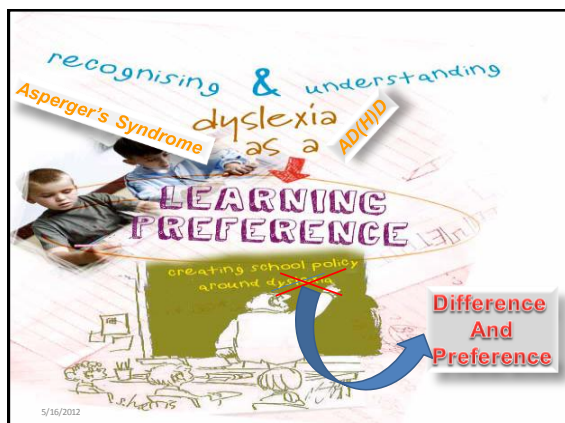 recognising & understanding
Asperger's Syndrome
dyslexia
as a
AD(H)D
LEARNING
PREFERENCE
creating school policy
around dyslexia
Difference
And
Preference
5/16/2012